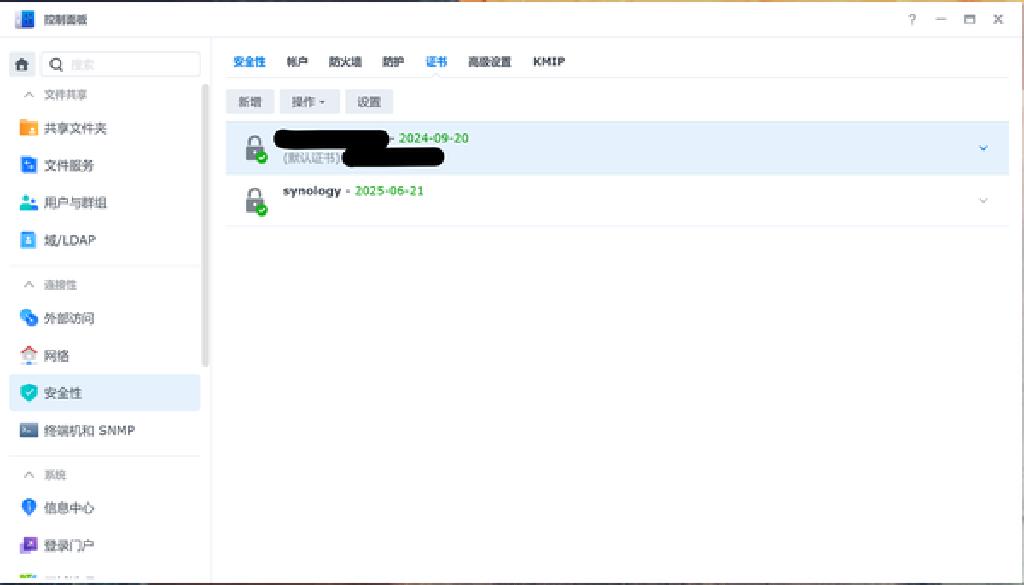 控制面板
搜索
文件共享
共享文件夹
文件服务
用户与群组
域/LDAP
连接性
外部访问
网络
安全性
终端机和 SNMP
系统
信息中心
登录门户
安全性 帐户 防火墙 防护 证书 高级设置 KMIP
新增 操作 设置
- 2024-09-20
(默认证书)
synology - 2025-06-21